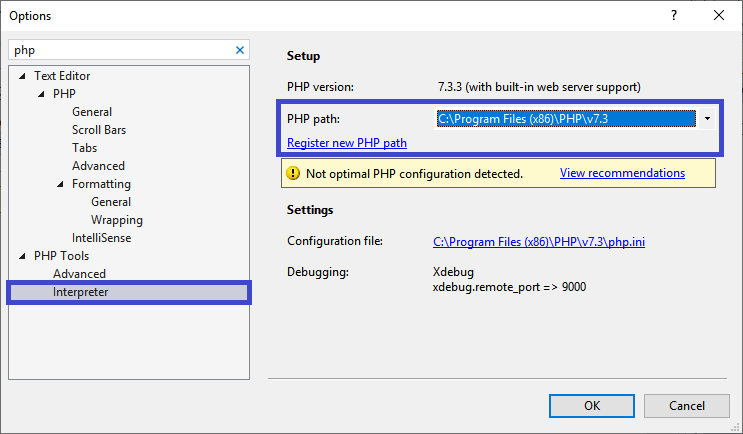 Options
?
php
Text Editor
PHP
General
Scroll Bars
Tabs
Advanced
Formatting
General
Wrapping
IntelliSense
PHP Tools
Advanced
Interpreter
Setup
PHP version: 7.3.3 (with built-in web server support)
PHP path: C:\Program Files (x86)\PHP\v7.3
Register new PHP path
Not optimal PHP configuration detected. View recommendations
Settings
Configuration file: C:\Program Files (x86)\PHP\v7.3\php.ini
Debugging: Xdebug
xdebug.remote_port => 9000
OK Cancel